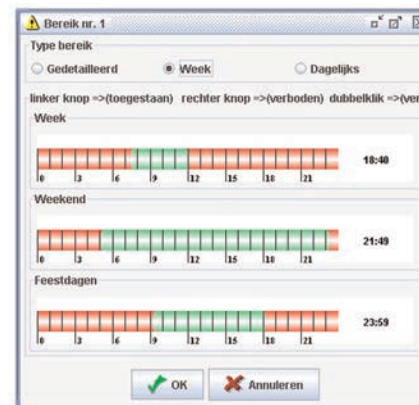 Bereik nr. 1
Type bereik
Gedetailleerd Week Dagelijks
linker knop =>(toegestaan) rechter knop =>(verboden) dubbelklik =>(ver
Week
18:40
0 3 6 9 12 15 18 21
Weekend
21:49
0 3 6 9 12 15 18 21
Feestdagen
23:59
0 3 6 9 12 15 18 21
OK Annuleren